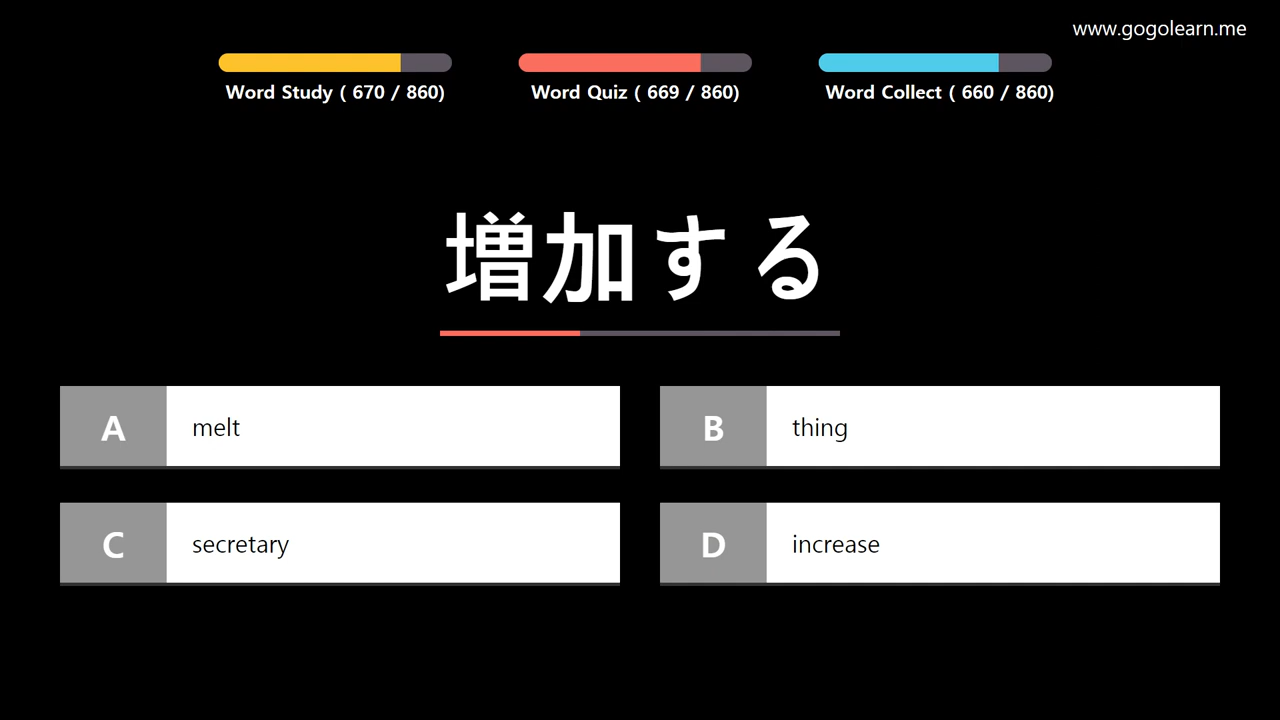 www.gogolearn.me
Word Study ( 670 / 860)
Word Quiz ( 669 / 860)
Word Collect ( 660 / 860)
増加する
A melt
B thing
C secretary
D increase